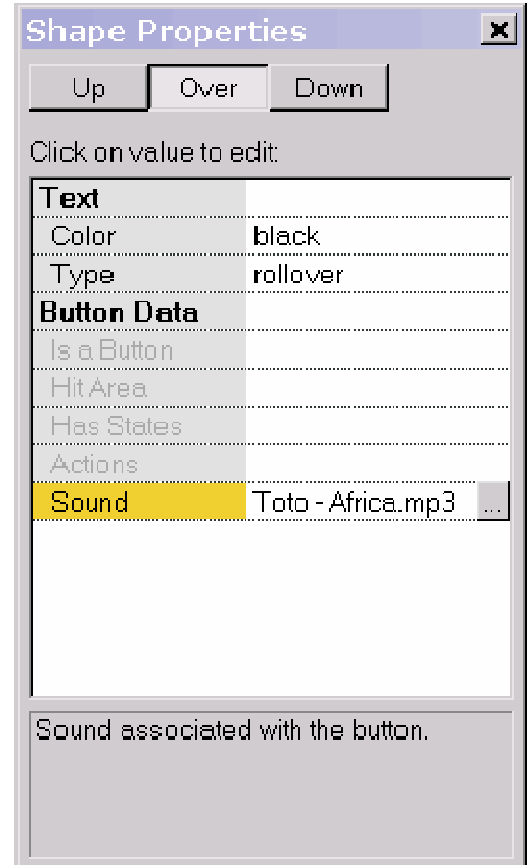 Shape Properties
Up Over Down
Click on value to edit:
Text
Color black
Type rollover
Button Data
Is a Button
Hit Area
Has States
Actions
Sound Toto - Africa.mp3 ...
Sound associated with the button.